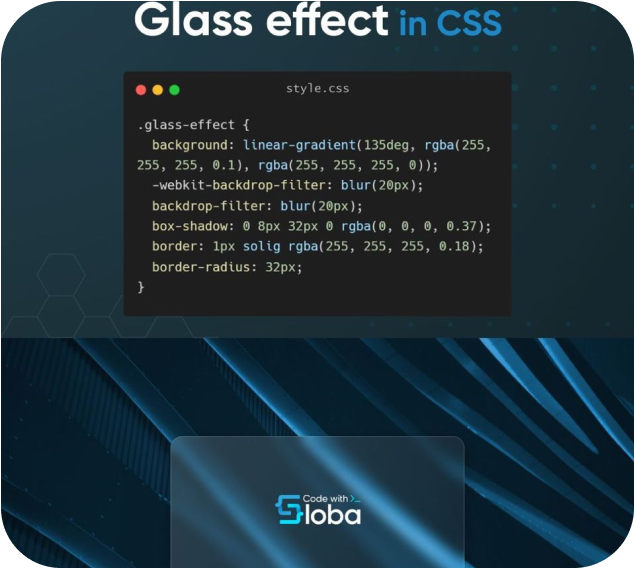 Glass effect in CSS
style.css
.glass-effect {
  background: linear-gradient(135deg, rgba(255,
255, 255, 0.1), rgba(255, 255, 255, 0));
  -webkit-backdrop-filter: blur(20px);
  backdrop-filter: blur(20px);
  box-shadow: 0 8px 32px 0 rgba(0, 0, 0, 0.37);
  border: 1px solig rgba(255, 255, 255, 0.18);
  border-radius: 32px;
}
Code with >_
Sloba